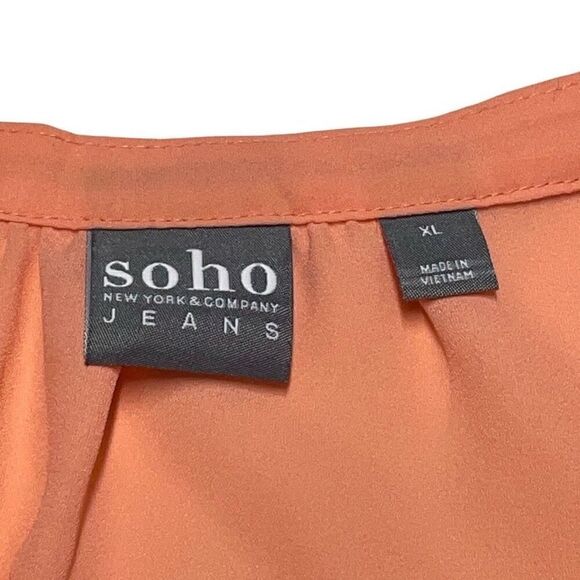 soho
NEW YORK & COMPANY
JEANS
XL
MADE IN
VIETNAM